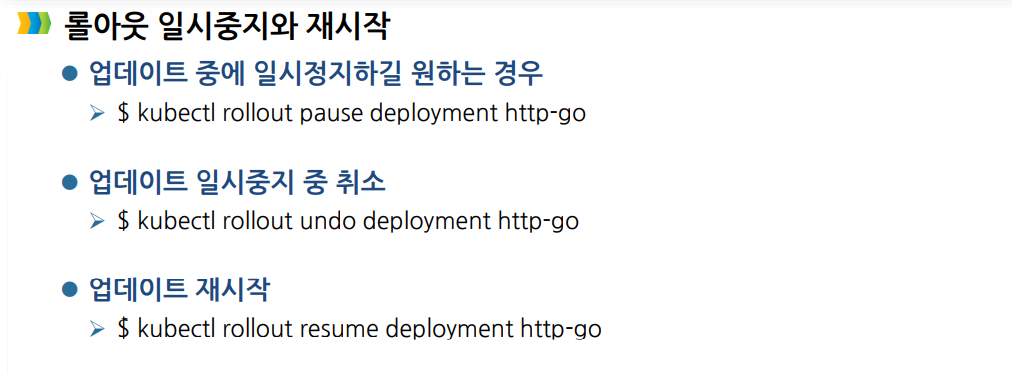 롤아웃 일시중지와 재시작
업데이트 중에 일시정지하길 원하는 경우
$ kubectl rollout pause deployment http-go
업데이트 일시중지 중 취소
$ kubectl rollout undo deployment http-go
업데이트 재시작
$ kubectl rollout resume deployment http-go